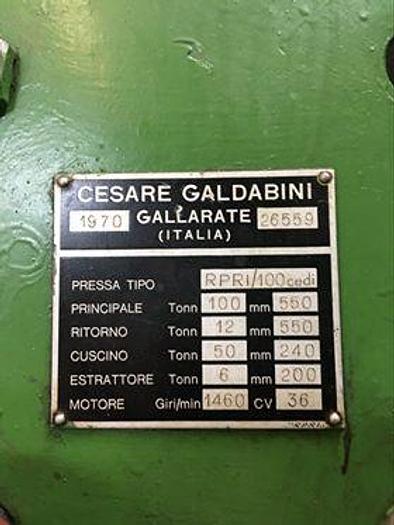 CESARE GALDABINI
1970 GALLARATE 26559
(ITALIA)
PRESSA TIPO RPRI/100cedi
PRINCIPALE Tonn 100 mm 550
RITORNO Tonn 12 mm 550
CUSCINO Tonn 50 mm 240
ESTRATTORE Tonn 6 mm 200
MOTORE Giri/min 1460 CV 36